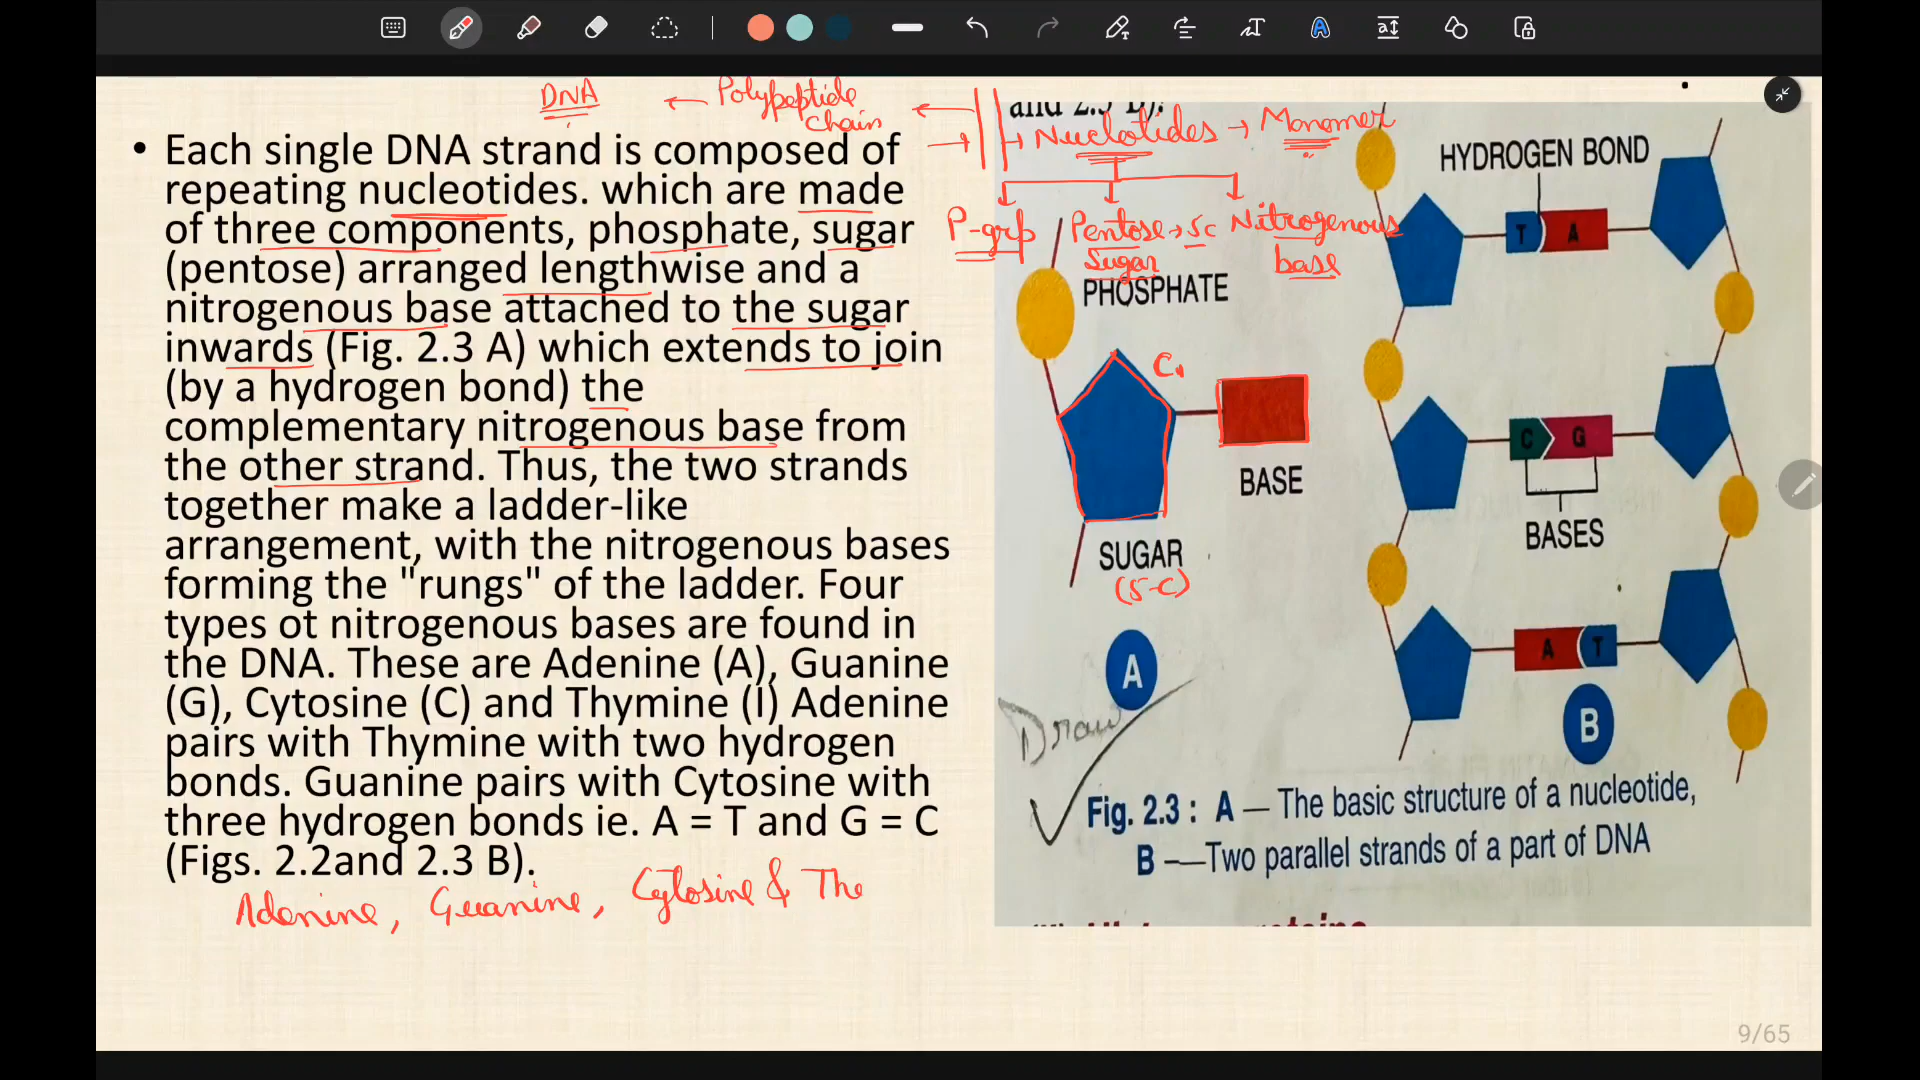 DNA ← Polypeptide chain ←
and 2.3 B).
→ → Nuclotides → Monomer
P-grp Pentose → 5c Sugar Nitrogenous base
• Each single DNA strand is composed of
repeating nucleotides. which are made
of three components, phosphate, sugar
(pentose) arranged lengthwise and a
nitrogenous base attached to the sugar
inwards (Fig. 2.3 A) which extends to join
(by a hydrogen bond) the
complementary nitrogenous base from
the other strand. Thus, the two strands
together make a ladder-like
arrangement, with the nitrogenous bases
forming the "rungs" of the ladder. Four
types ot nitrogenous bases are found in
the DNA. These are Adenine (A), Guanine
(G), Cytosine (C) and Thymine (I) Adenine
pairs with Thymine with two hydrogen
bonds. Guanine pairs with Cytosine with
three hydrogen bonds ie. A = T and G = C
(Figs. 2.2and 2.3 B).
Adenine, Guanine, Cytosine & The
PHOSPHATE
C1
BASE
SUGAR
(5-C)
A
Draw
HYDROGEN BOND
T A
C G
BASES
A T
B
Fig. 2.3 : A — The basic structure of a nucleotide,
B —Two parallel strands of a part of DNA
9/65